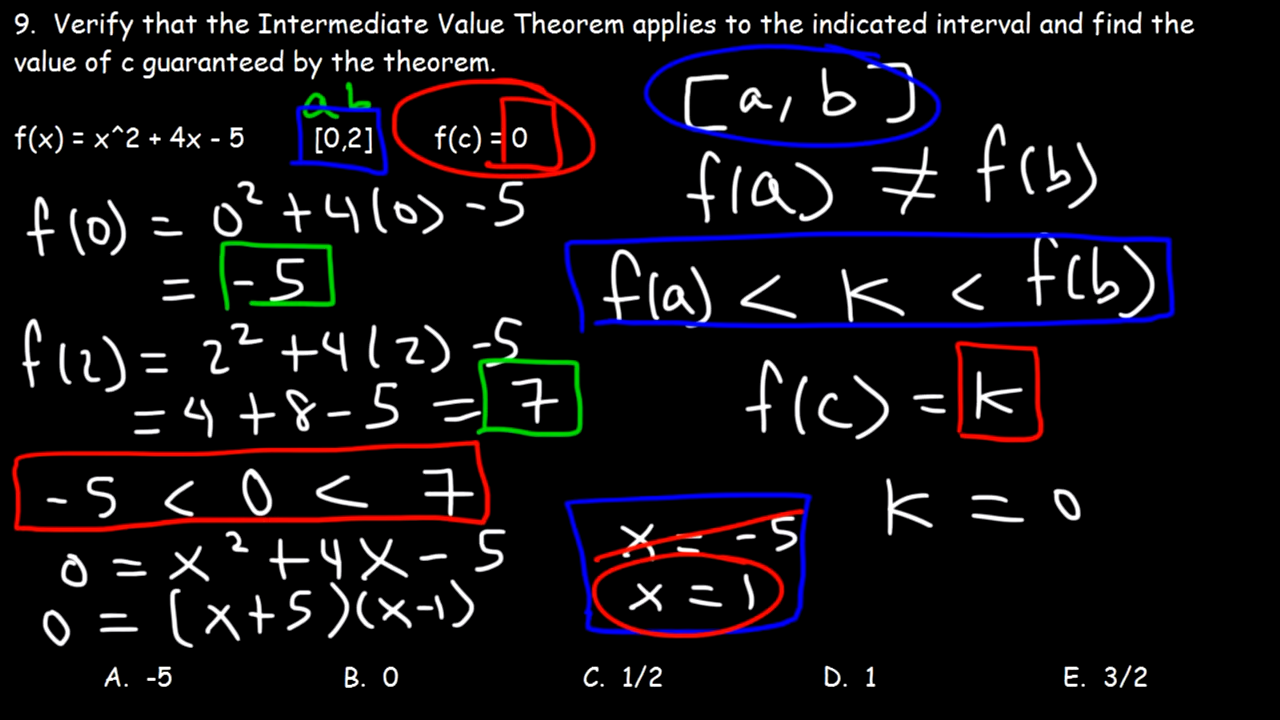 9. Verify that the Intermediate Value Theorem applies to the indicated interval and find the
value of c guaranteed by the theorem.
a b
f(x) = x^2 + 4x - 5 [0,2] f(c) = 0
f(0) = 0² + 4(0) - 5
= -5
f(2) = 2² + 4(2) - 5
= 4 + 8 - 5 = 7
-5 < 0 < 7
0 = x² + 4x - 5
0 = (x+5)(x-1)
[a, b]
f(a) ≠ f(b)
f(a) < K < f(b)
f(c) = K
K = 0
x = -5
x = 1
A. -5 B. 0 C. 1/2 D. 1 E. 3/2